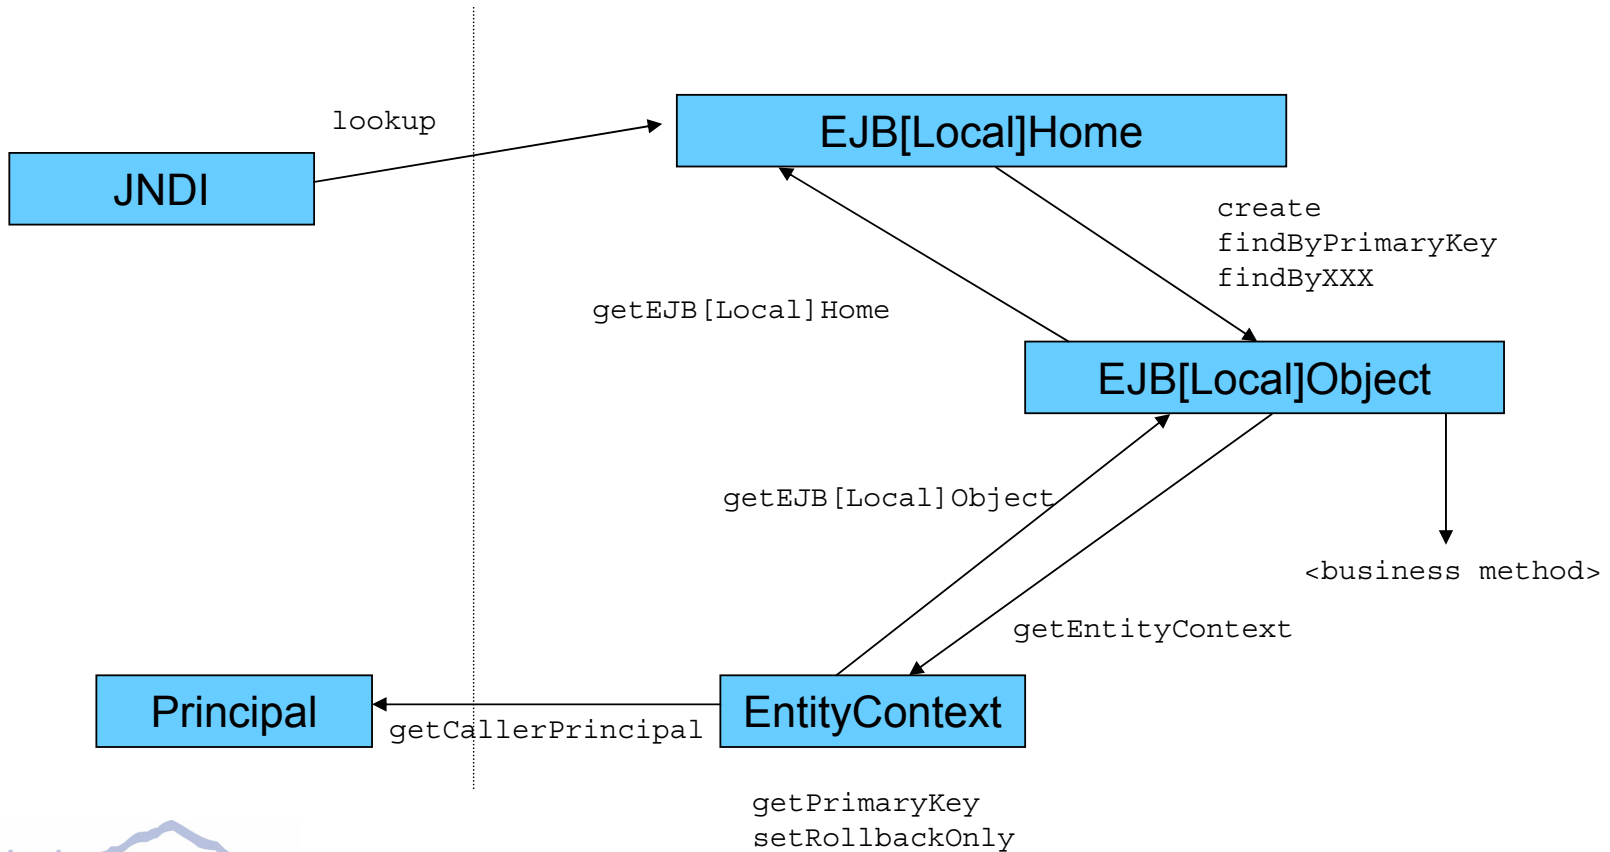 lookup
EJB[Local]Home
JNDI
create
findByPrimaryKey
findByXXX
getEJB[Local]Home
EJB[Local]Object
getEJB[Local]Object
<business method>
getEntityContext
Principal
getCallerPrincipal
EntityContext
getPrimaryKey
setRollbackOnly